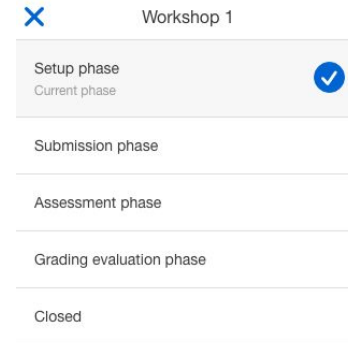 Workshop 1
Setup phase
Current phase
Submission phase
Assessment phase
Grading evaluation phase
Closed